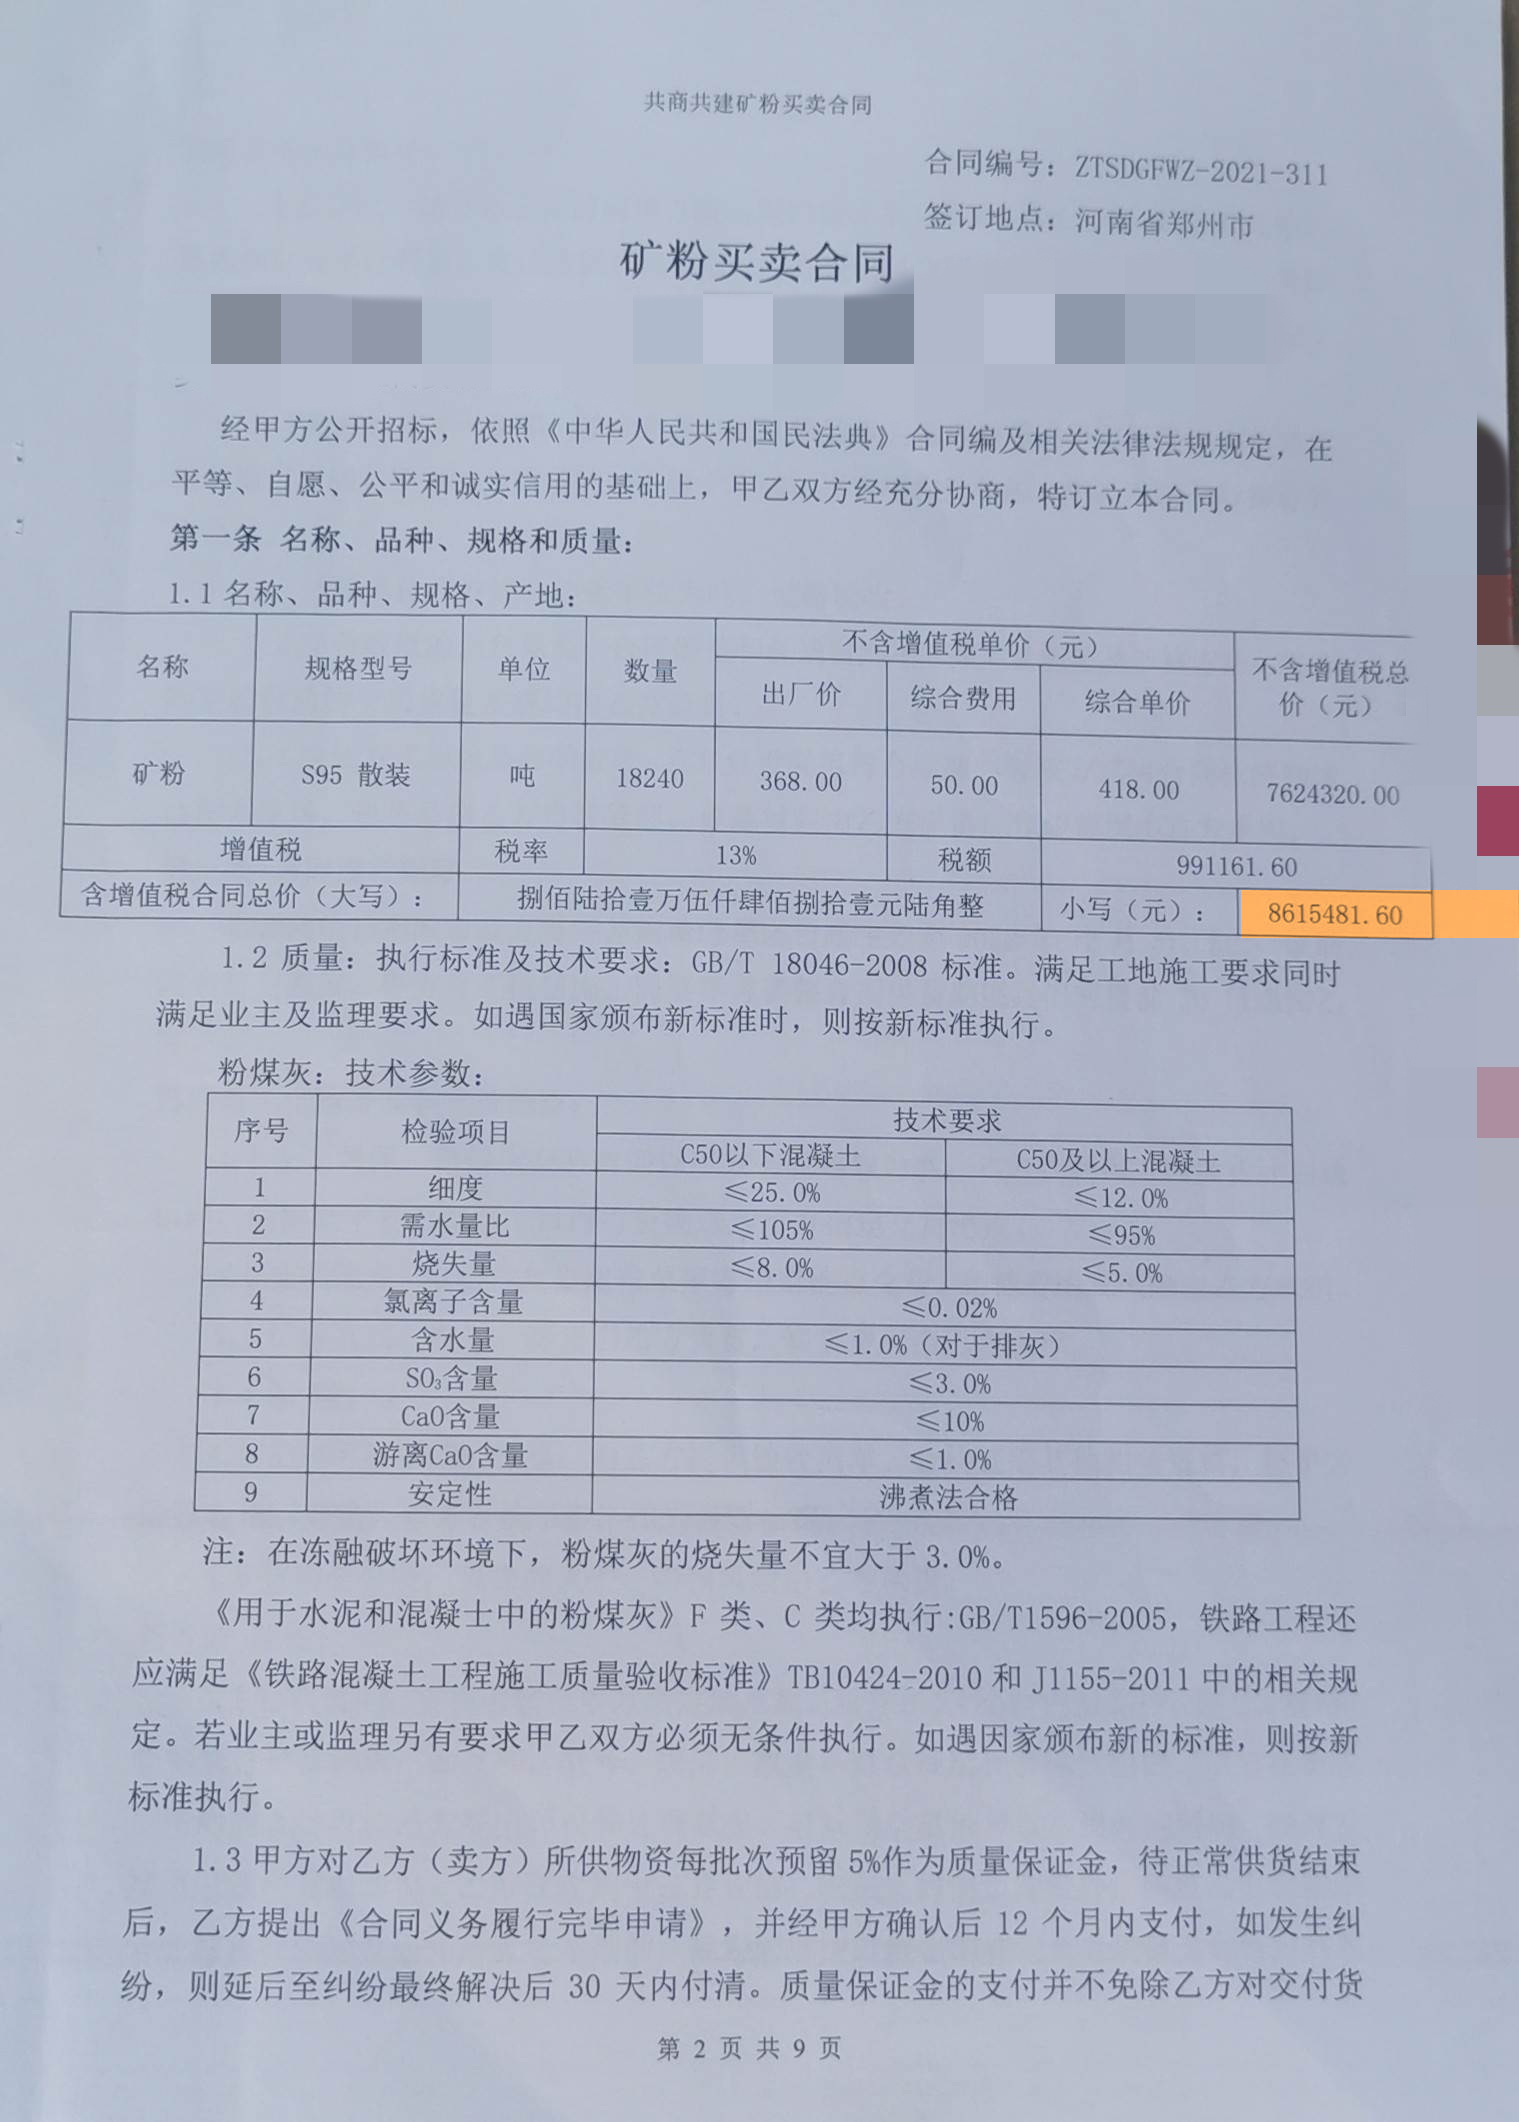 共商共建矿粉买卖合同
合同编号：ZTSDGFWZ-2021-311
签订地点：河南省郑州市
矿粉买卖合同
经甲方公开招标，依照《中华人民共和国民法典》合同编及相关法律法规规定，在
平等、自愿、公平和诚实信用的基础上，甲乙双方经充分协商，特订立本合同。
第一条 名称、品种、规格和质量：
1.1 名称、品种、规格、产地：
名称 规格型号 单位 数量 不含增值税单价（元） 不含增值税总价（元）
出厂价 综合费用 综合单价
矿粉 S95 散装 吨 18240 368.00 50.00 418.00 7624320.00
增值税 税率 13% 税额 991161.60
含增值税合同总价（大写）： 捌佰陆拾壹万伍仟肆佰捌拾壹元陆角整 小写（元）： 8615481.60
1.2 质量：执行标准及技术要求：GB/T 18046-2008 标准。满足工地施工要求同时
满足业主及监理要求。如遇国家颁布新标准时，则按新标准执行。
粉煤灰：技术参数：
序号 检验项目 技术要求
C50以下混凝土 C50及以上混凝土
1 细度 ≤25.0% ≤12.0%
2 需水量比 ≤105% ≤95%
3 烧失量 ≤8.0% ≤5.0%
4 氯离子含量 ≤0.02%
5 含水量 ≤1.0%（对于排灰）
6 SO₃含量 ≤3.0%
7 CaO含量 ≤10%
8 游离CaO含量 ≤1.0%
9 安定性 沸煮法合格
注：在冻融破坏环境下，粉煤灰的烧失量不宜大于 3.0%。
《用于水泥和混凝士中的粉煤灰》F 类、C 类均执行:GB/T1596-2005，铁路工程还
应满足《铁路混凝土工程施工质量验收标准》TB10424-2010 和 J1155-2011 中的相关规
定。若业主或监理另有要求甲乙双方必须无条件执行。如遇因家颁布新的标准，则按新
标准执行。
1.3 甲方对乙方（卖方）所供物资每批次预留 5%作为质量保证金，待正常供货结束
后，乙方提出《合同义务履行完毕申请》，并经甲方确认后 12 个月内支付，如发生纠
纷，则延后至纠纷最终解决后 30 天内付清。质量保证金的支付并不免除乙方对交付货
第 2 页 共 9 页